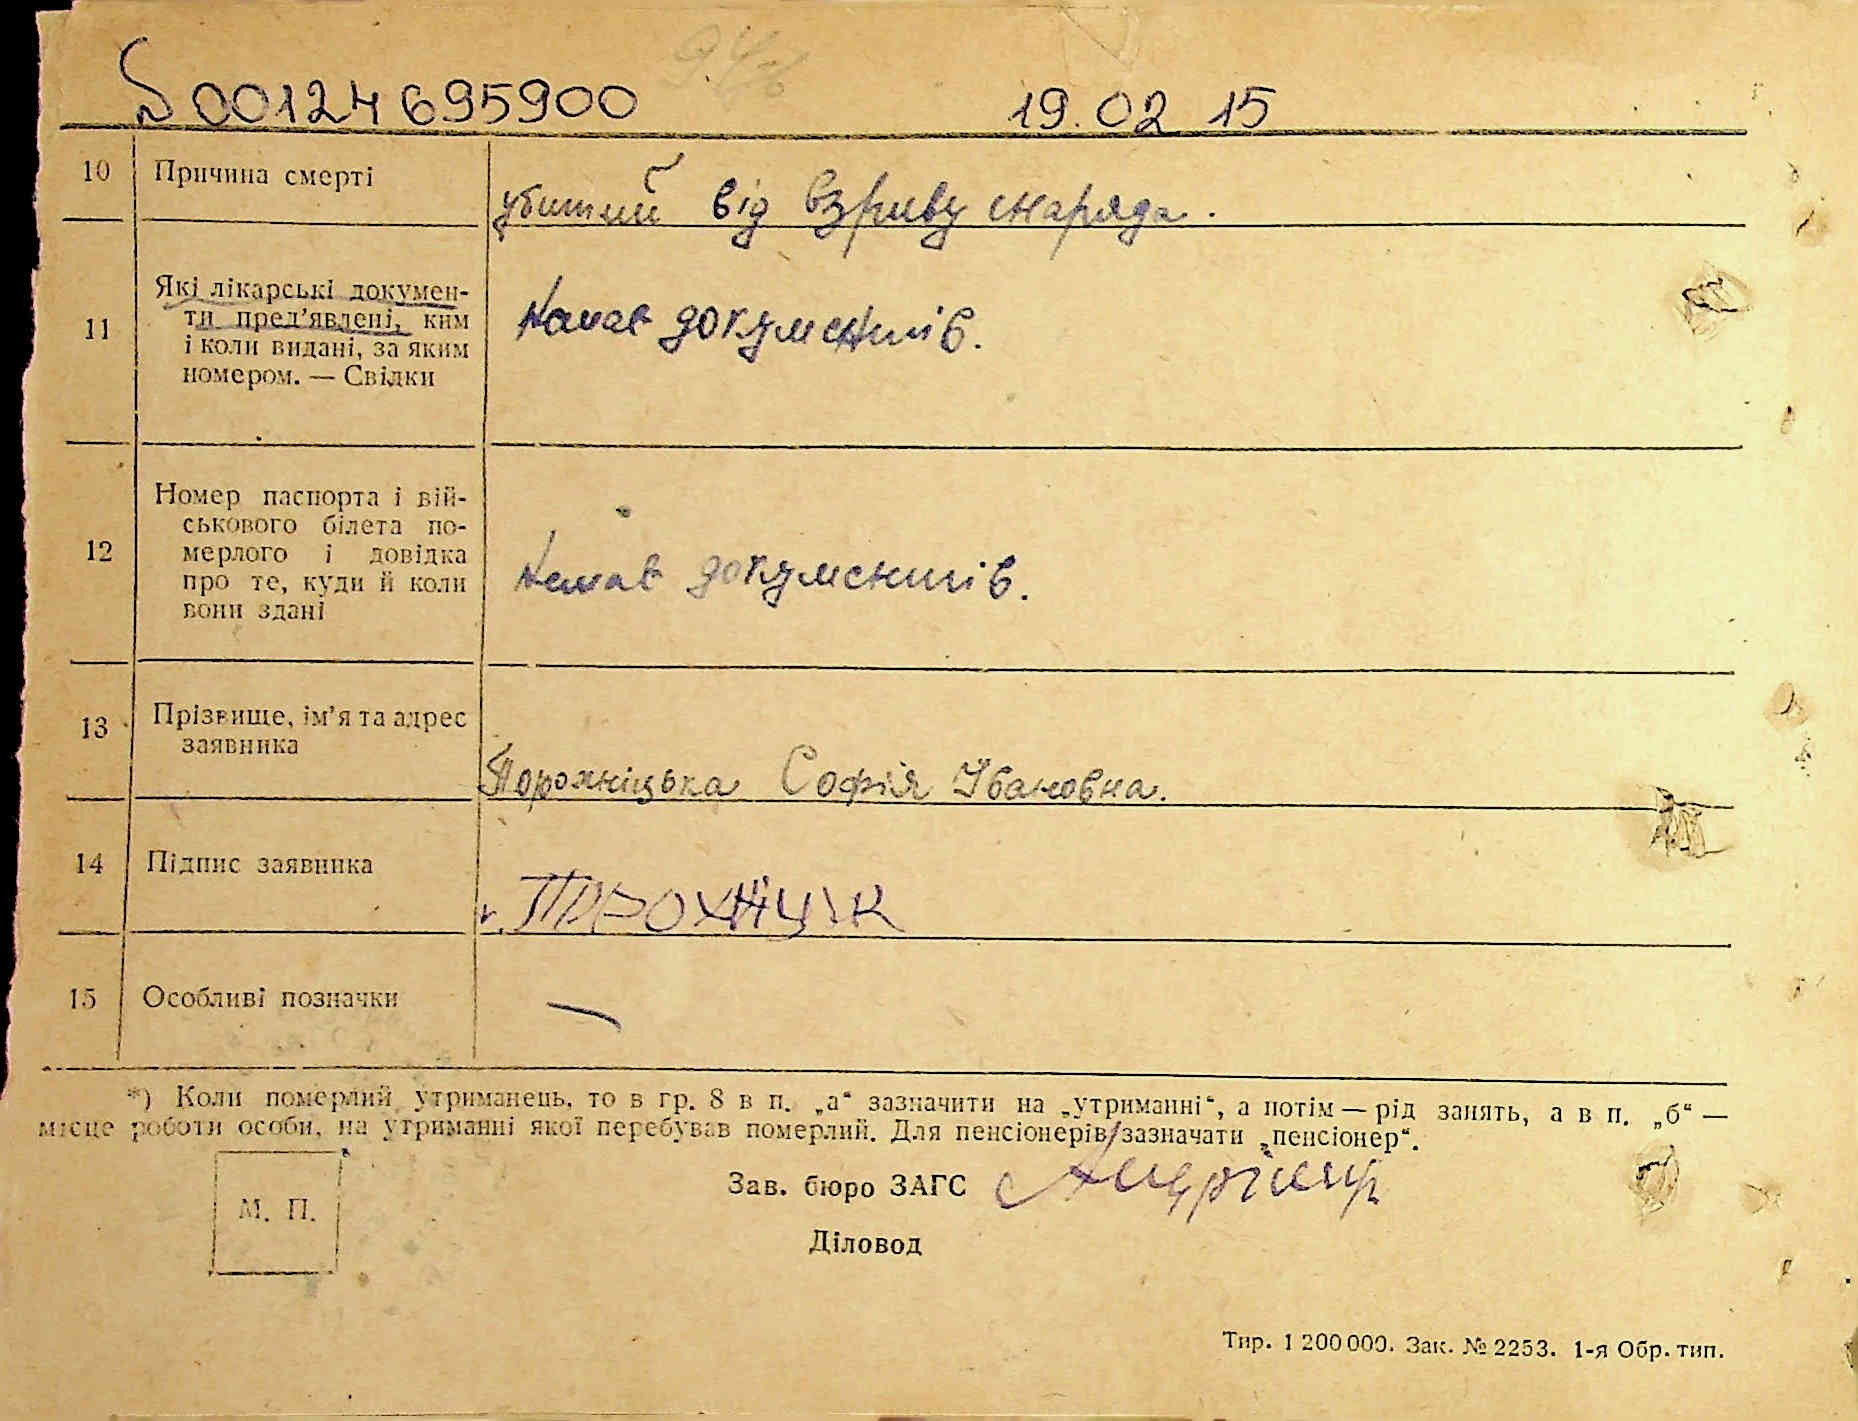 00124695900 19.02 15
10 Причина смерті убитий від взриву снаряда.
11 Які лікарські докумен-
ти пред’явлені, ким
і коли видані, за яким
номером. — Свідки
Немає документів.
12 Номер паспорта і вій-
ськового білета по-
мерлого і довідка
про те, куди й коли
вони здані
Немає документів.
13 Прізвище, ім’я та адрес
заявника
Порохніцька Софія Івановна.
14 Підпис заявника
15 Особливі позначки —
*) Коли померлий утриманець, то в гр. 8 в п. „а“ зазначити на „утриманні“, а потім — рід занять, а в п. „б“ —
місце роботи особи, на утриманні якої перебував померлий. Для пенсіонерів зазначати „пенсіонер“.
Зав. бюро ЗАГС
М. П.
Діловод
Тир. 1 200 000. Зак. № 2253. 1-я Обр. тип.